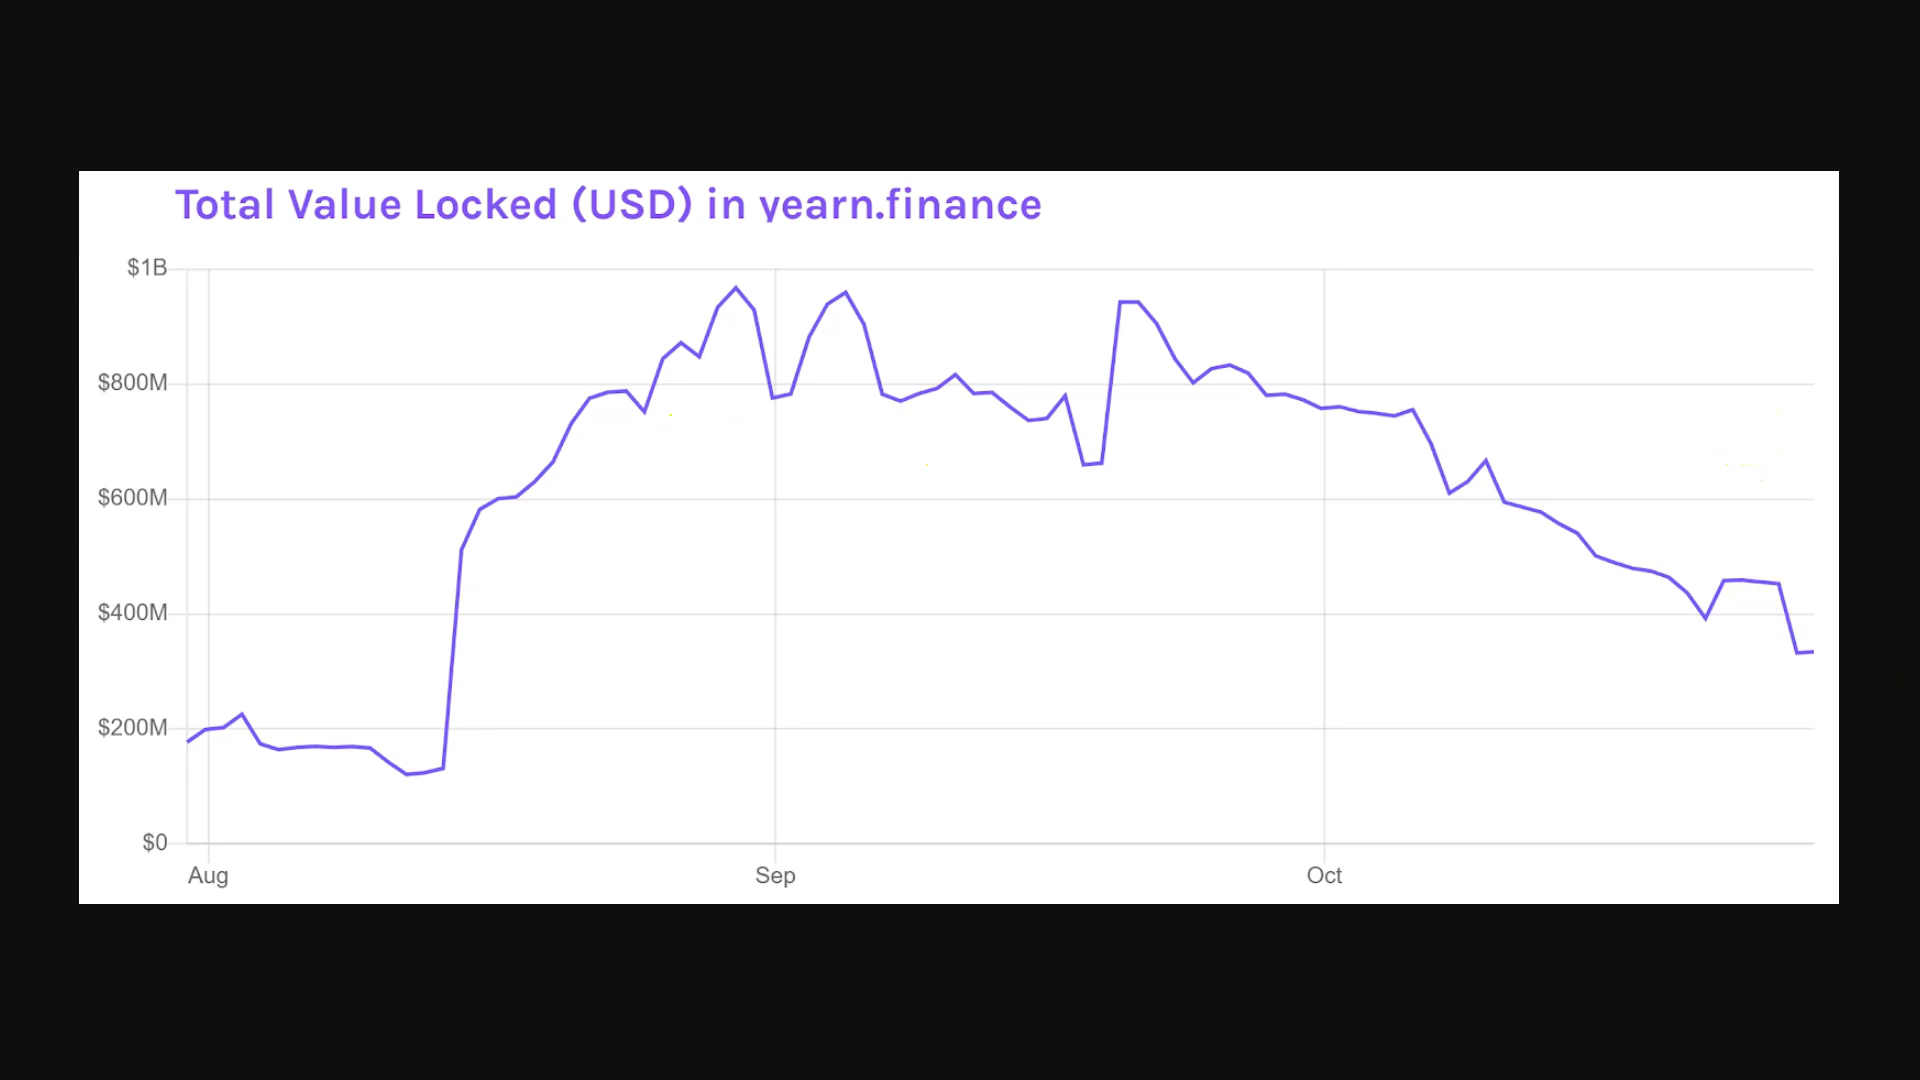 Total Value Locked (USD) in yearn.finance
$1B
$800M
$600M
$400M
$200M
$0
Aug Sep Oct